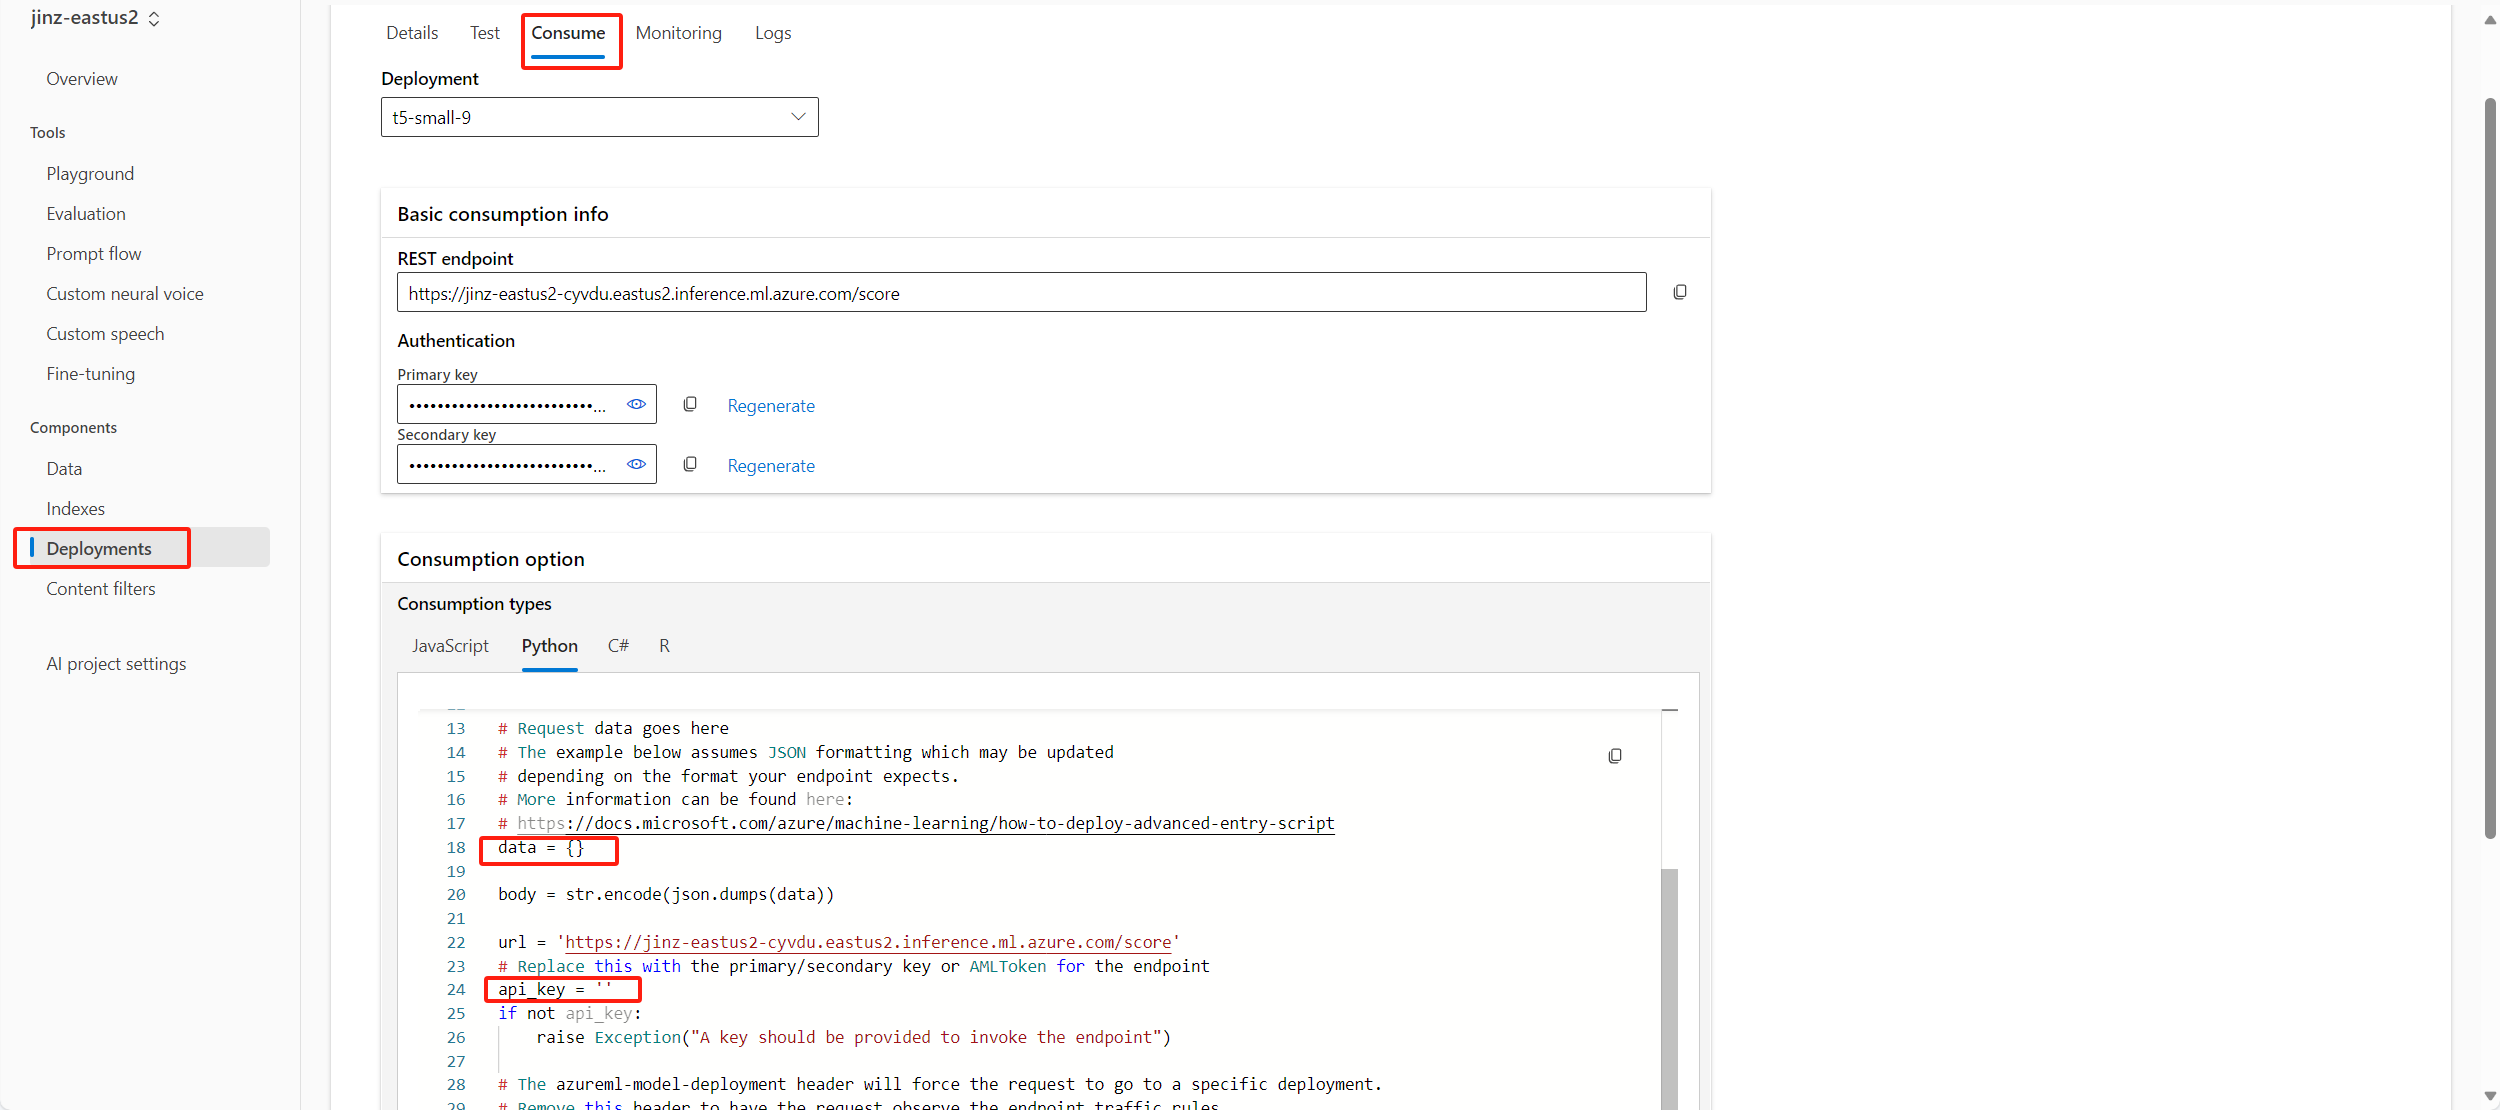 jinz-eastus2
Overview
Tools
Playground
Evaluation
Prompt flow
Custom neural voice
Custom speech
Fine-tuning
Components
Data
Indexes
Deployments
Content filters
AI project settings
Details Test Consume Monitoring Logs
Deployment
t5-small-9
Basic consumption info
REST endpoint
https://jinz-eastus2-cyvdu.eastus2.inference.ml.azure.com/score
Authentication
Primary key
••••••••••••••••••••••••••... Regenerate
Secondary key
••••••••••••••••••••••••••... Regenerate
Consumption option
Consumption types
JavaScript Python C# R
13 # Request data goes here
14 # The example below assumes JSON formatting which may be updated
15 # depending on the format your endpoint expects.
16 # More information can be found here:
17 # https://docs.microsoft.com/azure/machine-learning/how-to-deploy-advanced-entry-script
18 data = {}
19
20 body = str.encode(json.dumps(data))
21
22 url = 'https://jinz-eastus2-cyvdu.eastus2.inference.ml.azure.com/score'
23 # Replace this with the primary/secondary key or AMLToken for the endpoint
24 api_key = ''
25 if not api_key:
26 raise Exception("A key should be provided to invoke the endpoint")
27
28 # The azureml-model-deployment header will force the request to go to a specific deployment.
29 # Remove this header to have the request observe the endpoint traffic rules